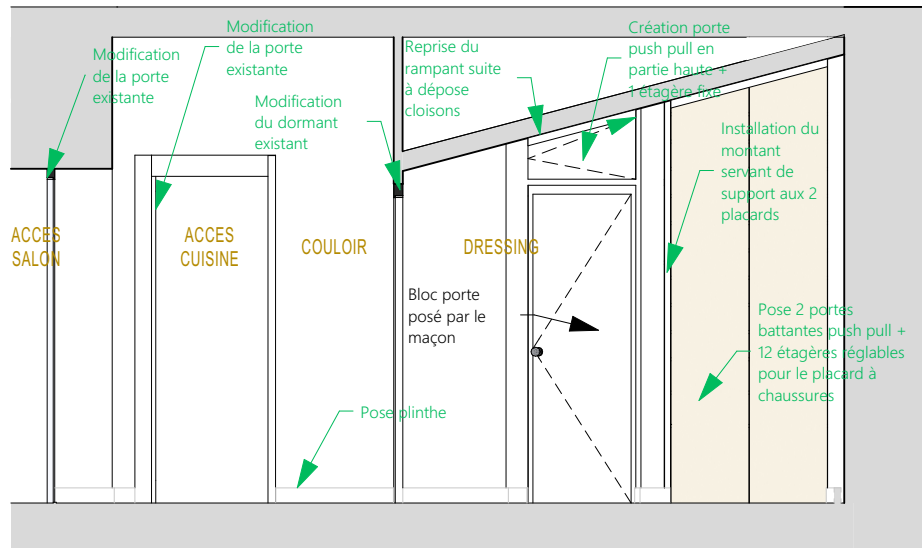 Modification
de la porte
existante
Modification
de la porte
existante
Modification
du dormant
existant
Reprise du
rampant suite
à dépose
cloisons
Création porte
push pull en
partie haute +
1 étagère fixe
Installation du
montant
servant de
support aux 2
placards
ACCES
SALON
ACCES
CUISINE
COULOIR
DRESSING
Bloc porte
posé par le
maçon
Pose 2 portes
battantes push pull +
12 étagères réglables
pour le placard à
chaussures
Pose plinthe